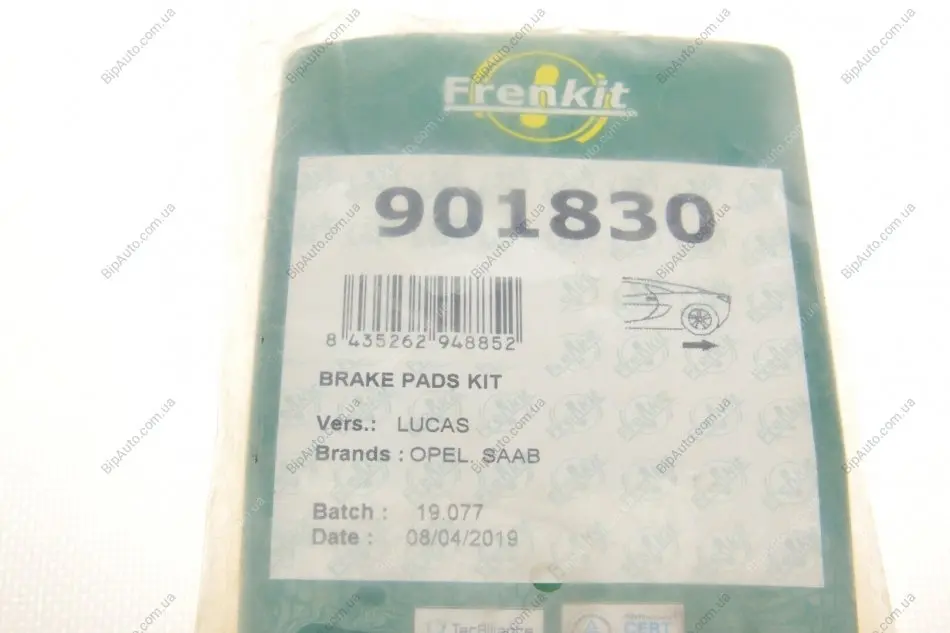 Frenkit
901830
8 435262 948852
BRAKE PADS KIT
Vers.: LUCAS
Brands : OPEL. SAAB
Batch : 19.077
Date : 08/04/2019
CERT
BipAuto.com.ua